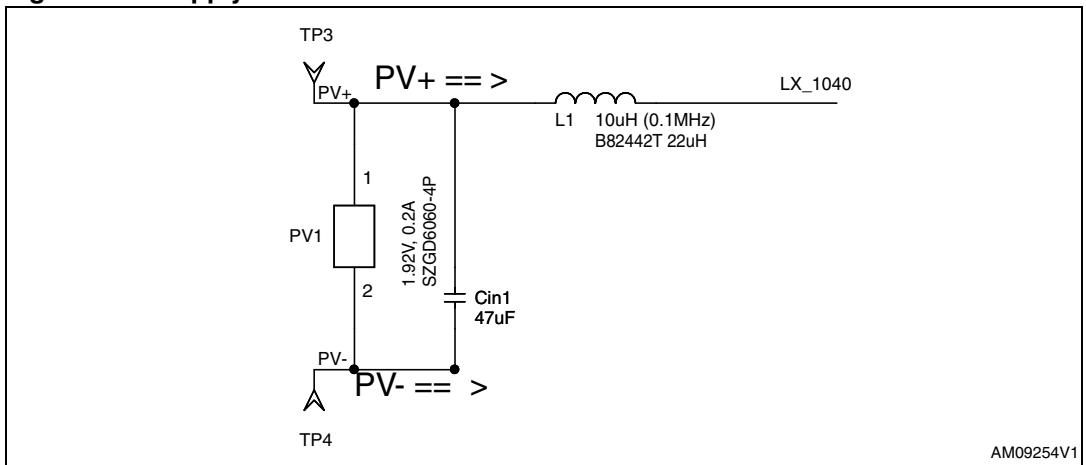 TP3
PV+ == >
PV+
LX_1040
L1 10uH (0.1MHz)
B82442T 22uH
1
1.92V, 0.2A
SZGD6060-4P
PV1
2
Cin1
47uF
PV-
PV- == >
TP4
AM09254V1